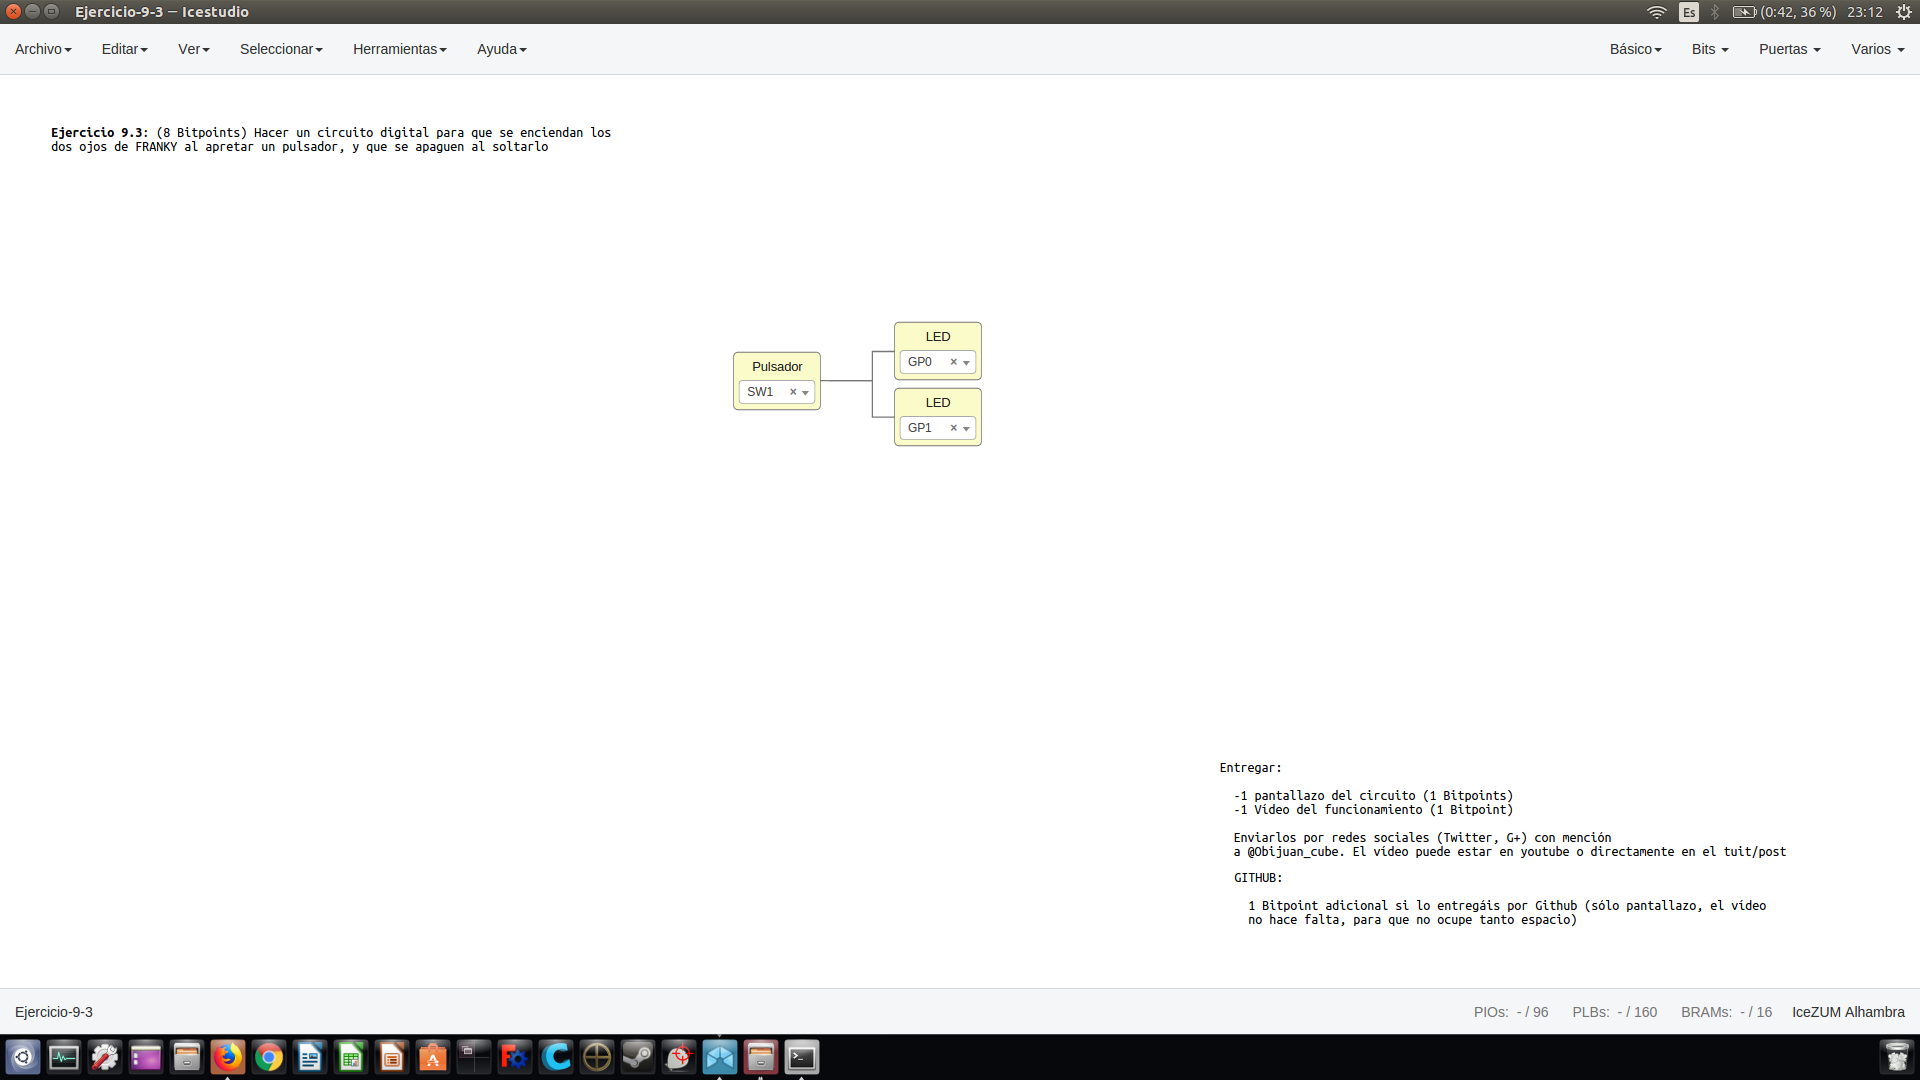 Ejercicio-9-3 — Icestudio
Es (0:42, 36 %) 23:12
Archivo Editar Ver Seleccionar Herramientas Ayuda Básico Bits Puertas Varios
Ejercicio 9.3: (8 Bitpoints) Hacer un circuito digital para que se enciendan los
dos ojos de FRANKY al apretar un pulsador, y que se apaguen al soltarlo
LED
GP0 ×
Pulsador
SW1 ×
LED
GP1 ×
Entregar:
-1 pantallazo del circuito (1 Bitpoints)
-1 Vídeo del funcionamiento (1 Bitpoint)
Enviarlos por redes sociales (Twitter, G+) con mención
a @Obijuan_cube. El vídeo puede estar en youtube o directamente en el tuit/post
GITHUB:
1 Bitpoint adicional si lo entregáis por Github (sólo pantallazo, el vídeo
no hace falta, para que no ocupe tanto espacio)
Ejercicio-9-3 PIOs: - / 96 PLBs: - / 160 BRAMs: - / 16 IceZUM Alhambra